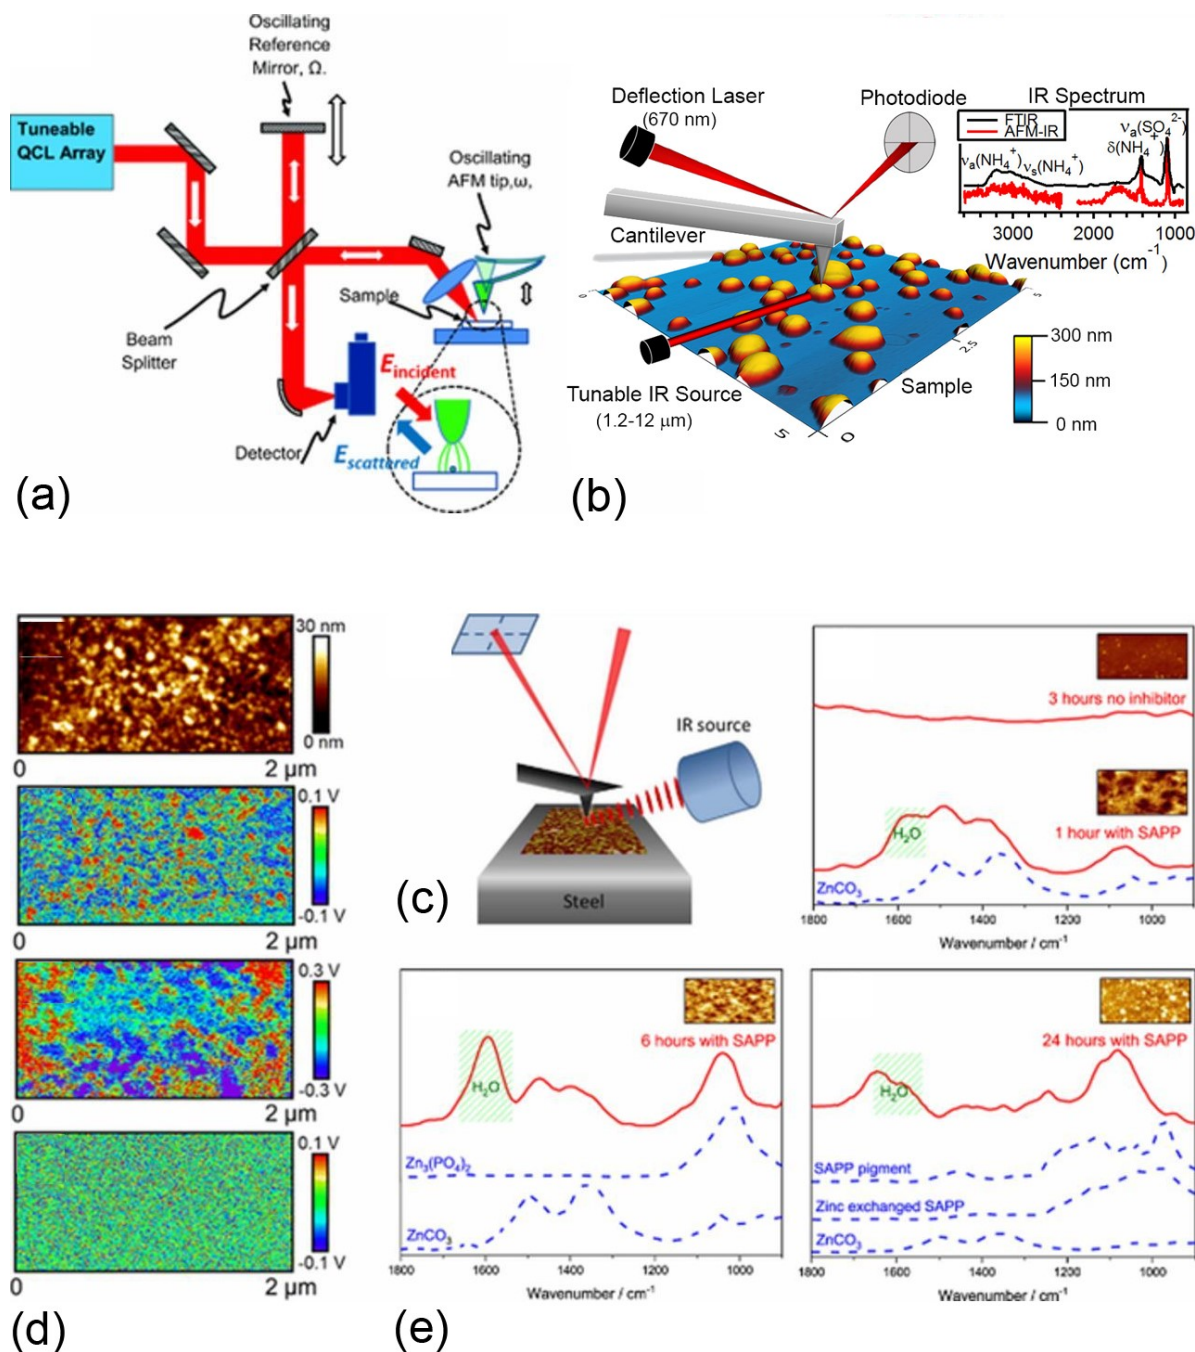 Oscillating
Reference
Mirror, Ω.
Tuneable
QCL Array
Oscillating
AFM tip,ω,
Sample
Beam
Splitter
Detector
E incident
E scattered
(a)
Deflection Laser
(670 nm)
Photodiode
IR Spectrum
FTIR
AFM-IR
νa(SO4 2-)
δ(NH4 +)
νa(NH4 +)
νs(NH4 +)
3000 2000 1000
Wavenumber (cm-1)
Cantilever
0
5
2.5
Sample
Tunable IR Source
(1.2-12 μm)
5
0
300 nm
150 nm
0 nm
(b)
30 nm
0 nm
0 2 μm
0.1 V
-0.1 V
0 2 μm
0.3 V
-0.3 V
0 2 μm
0.1 V
-0.1 V
0 2 μm
(d)
IR source
Steel
(c)
3 hours no inhibitor
H2O
1 hour with SAPP
ZnCO3
1800 1600 1400 1200 1000
Wavenumber / cm-1
6 hours with SAPP
H2O
Zn3(PO4)2
ZnCO3
1800 1600 1400 1200 1000
Wavenumber / cm-1
24 hours with SAPP
H2O
SAPP pigment
Zinc exchanged SAPP
ZnCO3
1800 1600 1400 1200 1000
Wavenumber / cm-1
(e)